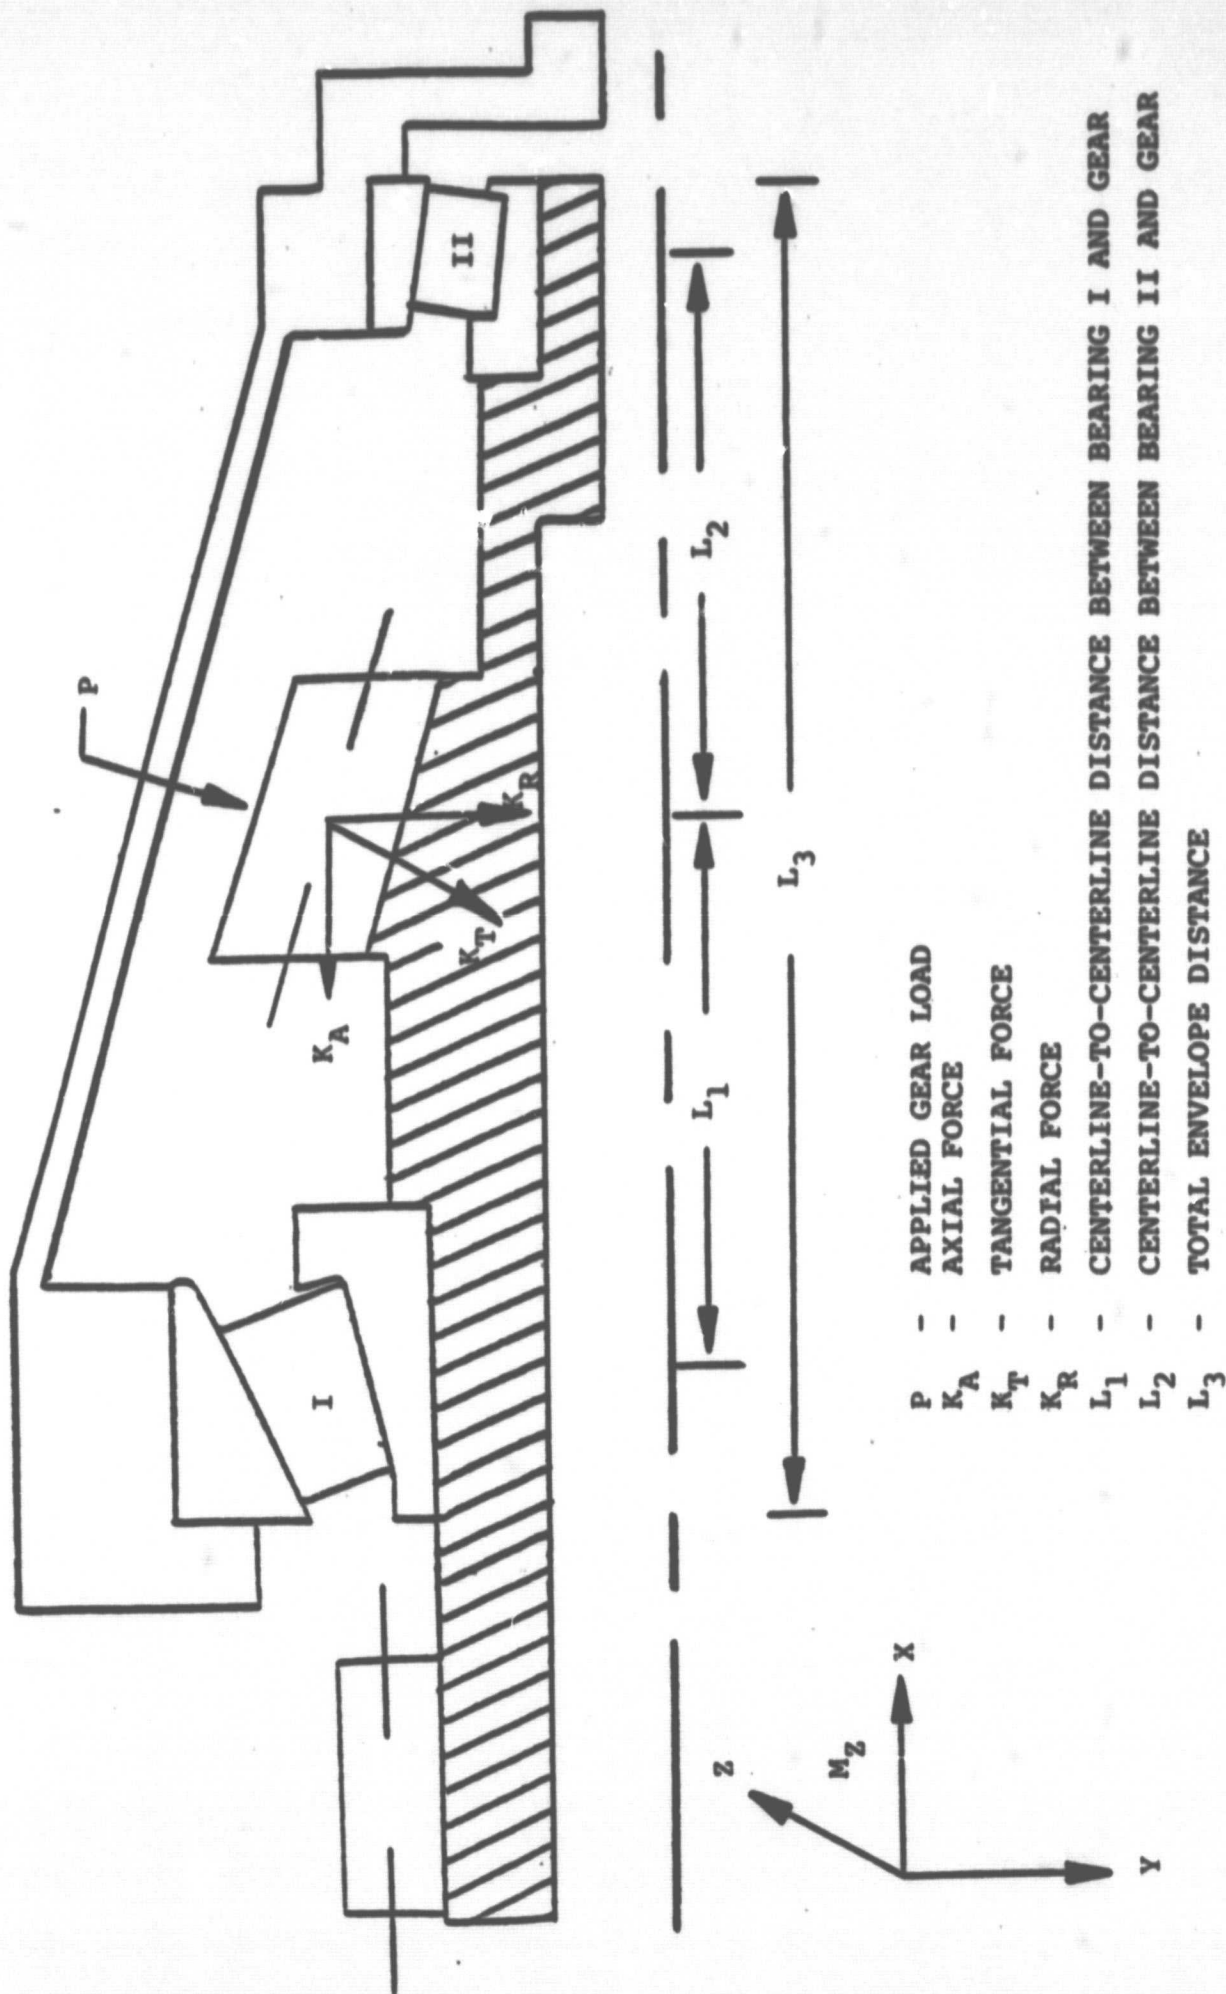 P
II
I
K_A
K_T
K_R
L_1
L_2
L_3
Z
M_Z
X
Y
P - APPLIED GEAR LOAD
K_A - AXIAL FORCE
K_T - TANGENTIAL FORCE
K_R - RADIAL FORCE
L_1 - CENTERLINE-TO-CENTERLINE DISTANCE BETWEEN BEARING I AND GEAR
L_2 - CENTERLINE-TO-CENTERLINE DISTANCE BETWEEN BEARING II AND GEAR
L_3 - TOTAL ENVELOPE DISTANCE